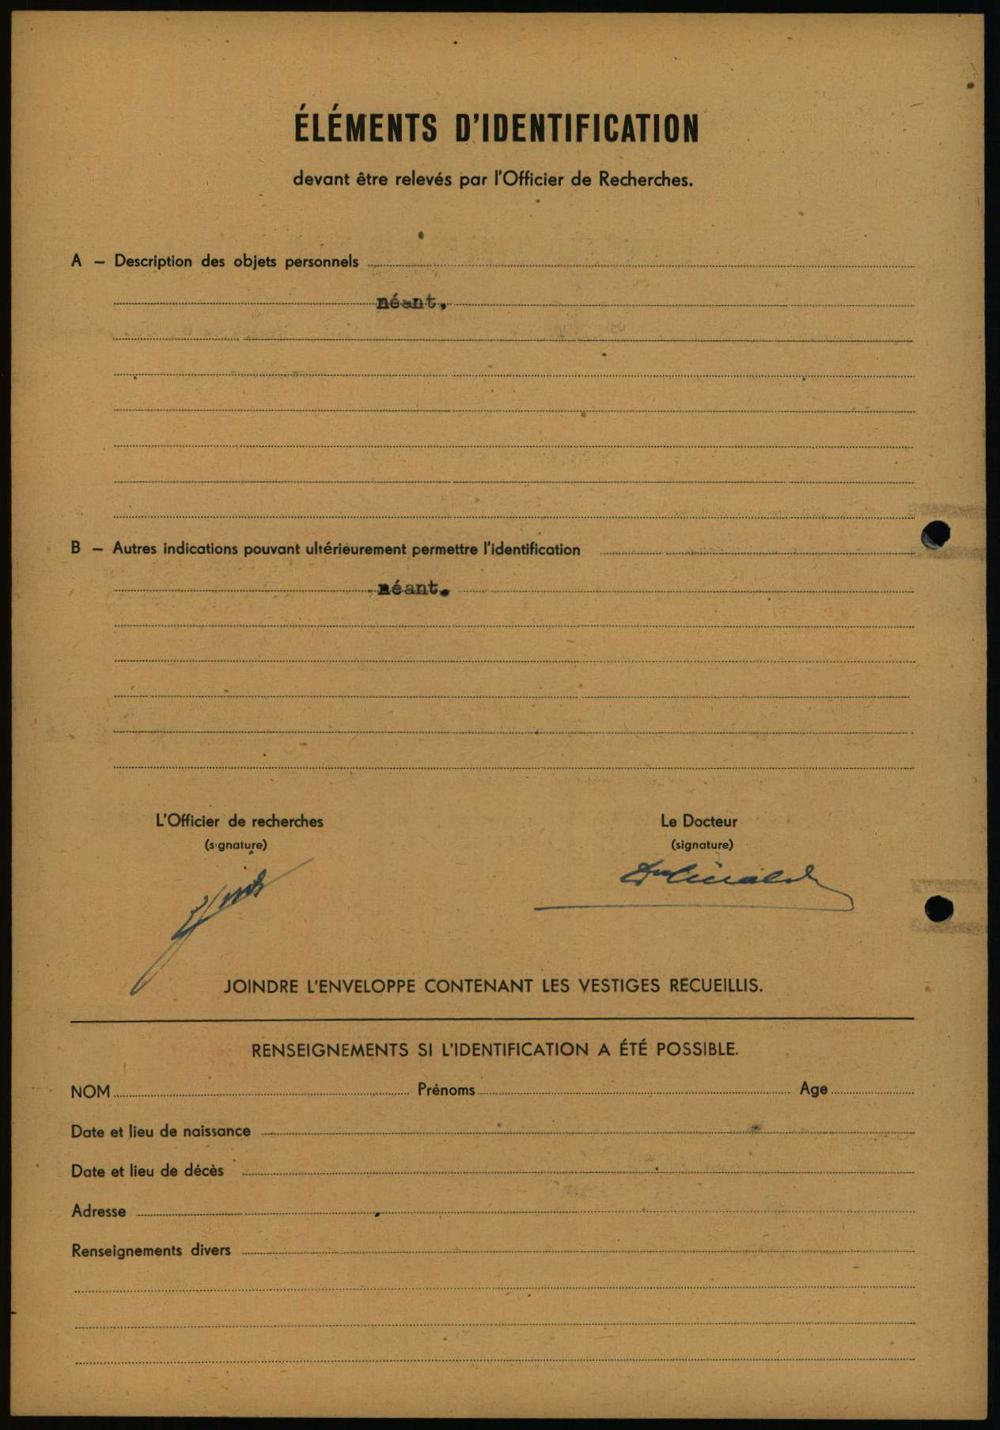 ÉLÉMENTS D'IDENTIFICATION
devant être relevés par l'Officier de Recherches.
A – Description des objets personnels
néant.
B – Autres indications pouvant ultérieurement permettre l'identification
néant.
L'Officier de recherches
(signature)
Le Docteur
(signature)
JOINDRE L'ENVELOPPE CONTENANT LES VESTIGES RECUEILLIS.
RENSEIGNEMENTS SI L'IDENTIFICATION A ÉTÉ POSSIBLE.
NOM Prénoms Age
Date et lieu de naissance
Date et lieu de décès
Adresse
Renseignements divers